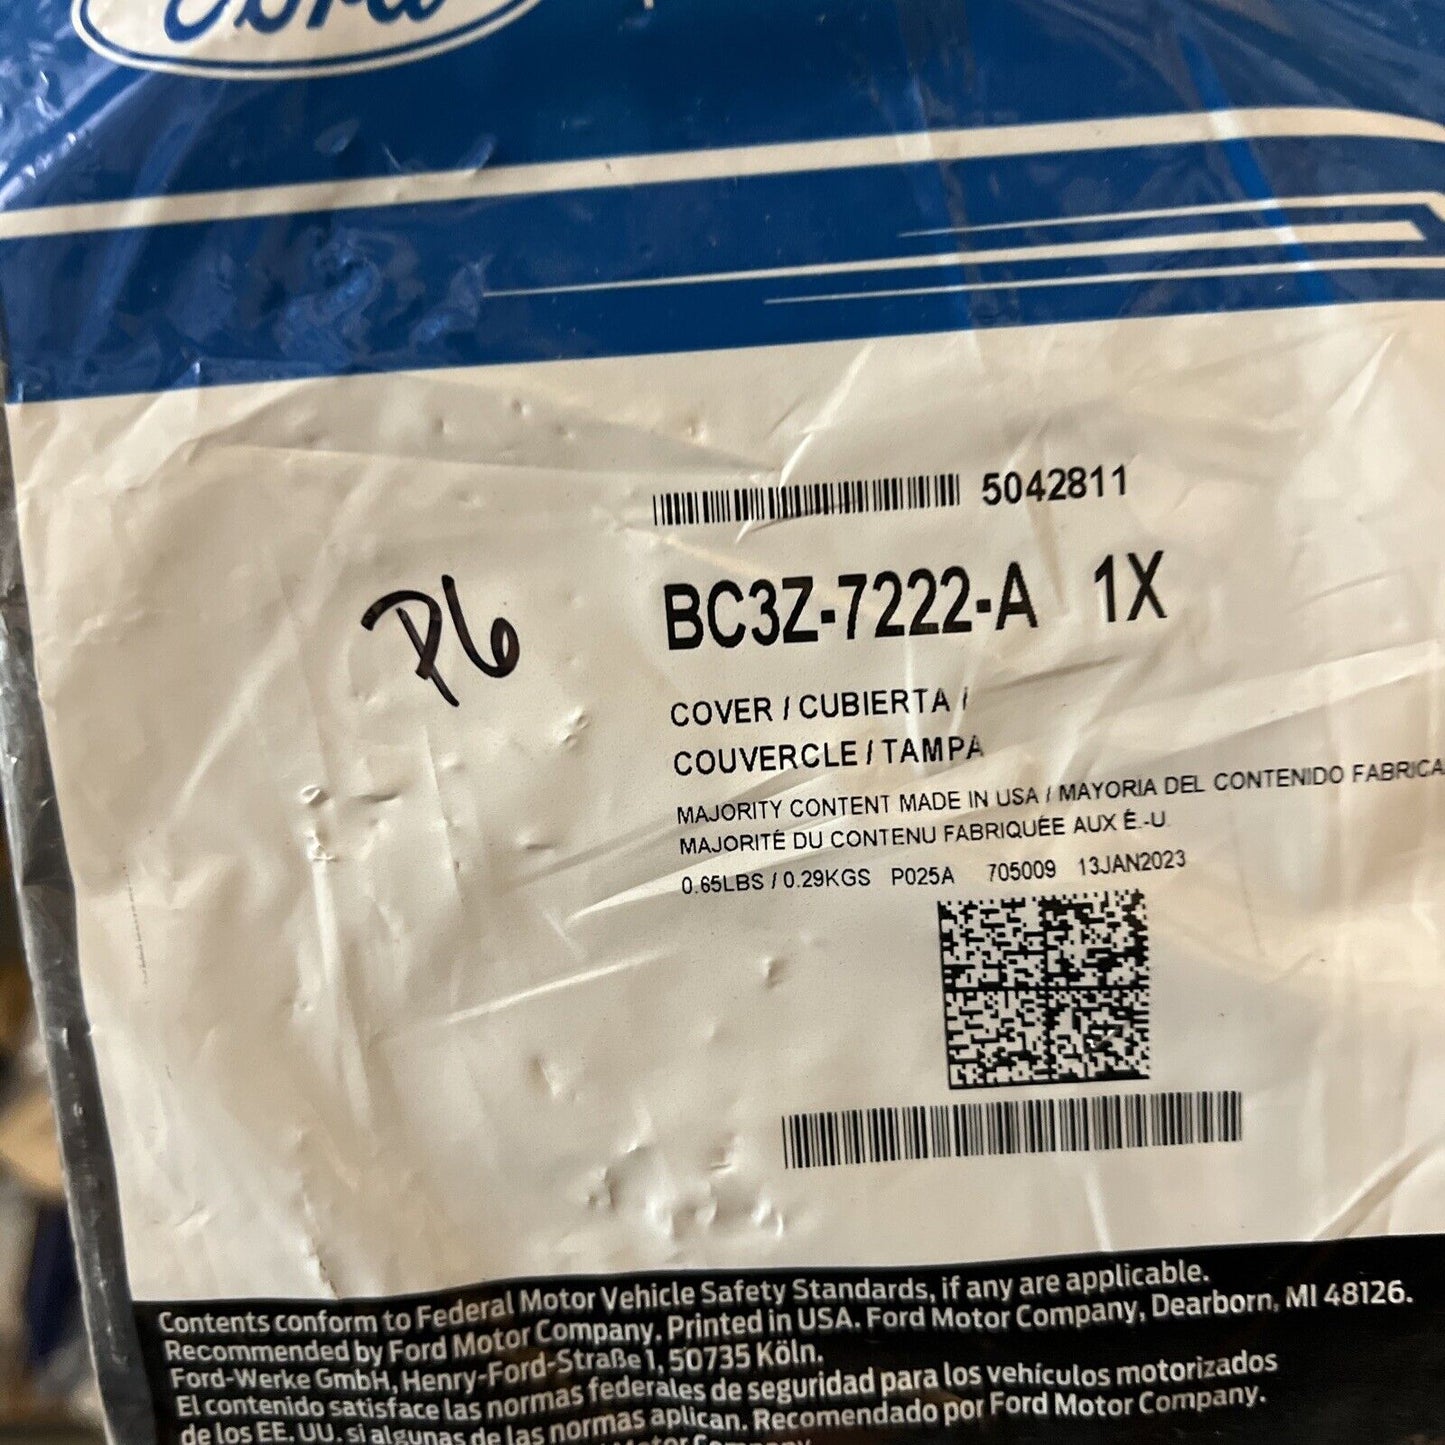 Ford
5042811
BC3Z-7222-A 1X
P6
COVER / CUBIERTA /
COUVERCLE / TAMPA
MAJORITY CONTENT MADE IN USA / MAYORIA DEL CONTENIDO FABRICA
MAJORITÉ DU CONTENU FABRIQUÉE AUX É.-U.
0.65LBS / 0.29KGS P025A 705009 13JAN2023
Contents conform to Federal Motor Vehicle Safety Standards, if any are applicable.
Recommended by Ford Motor Company. Printed in USA. Ford Motor Company, Dearborn, MI 48126.
Ford-Werke GmbH, Henry-Ford-Straße 1, 50735 Köln.
El contenido satisface las normas federales de seguridad para los vehículos motorizados
de los EE. UU. si algunas de las normas aplican. Recomendado por Ford Motor Company.
Motor Company